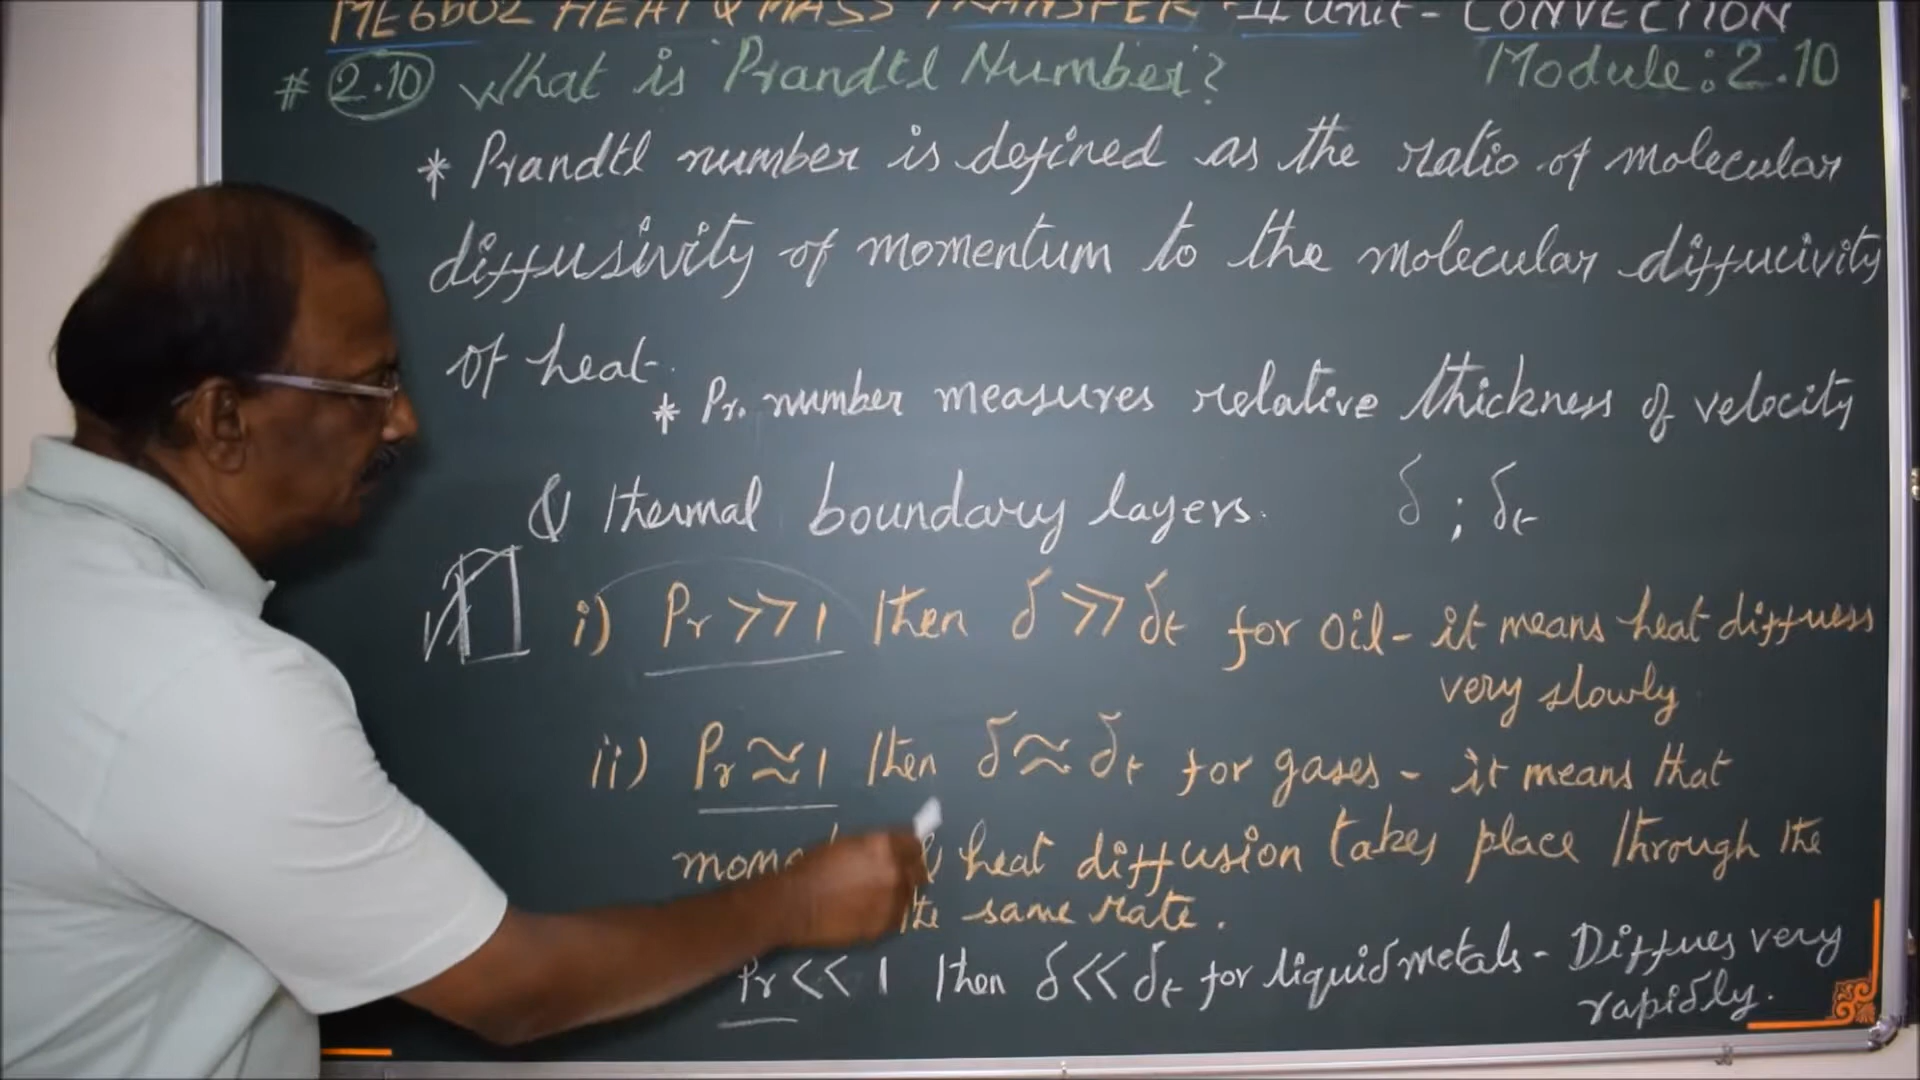 ME6502 HEAT & MASS TRANSFER - II Unit - CONVECTION
# 2.10 What is Prandtl Number? Module: 2.10
* Prandtl number is defined as the ratio of molecular
diffusivity of momentum to the molecular diffucivity
of heat.
* Pr. number measures relative thickness of velocity
& thermal boundary layers. δ ; δt
i) Pr >> 1 then δ >> δt for oil - it means heat diffuess
very slowly
ii) Pr ≈ 1 then δ ≈ δt for gases - it means that
heat diffusion takes place through the
the same rate.
Pr << 1 then δ << δt for liquid metals - Diffues very
rapidly.